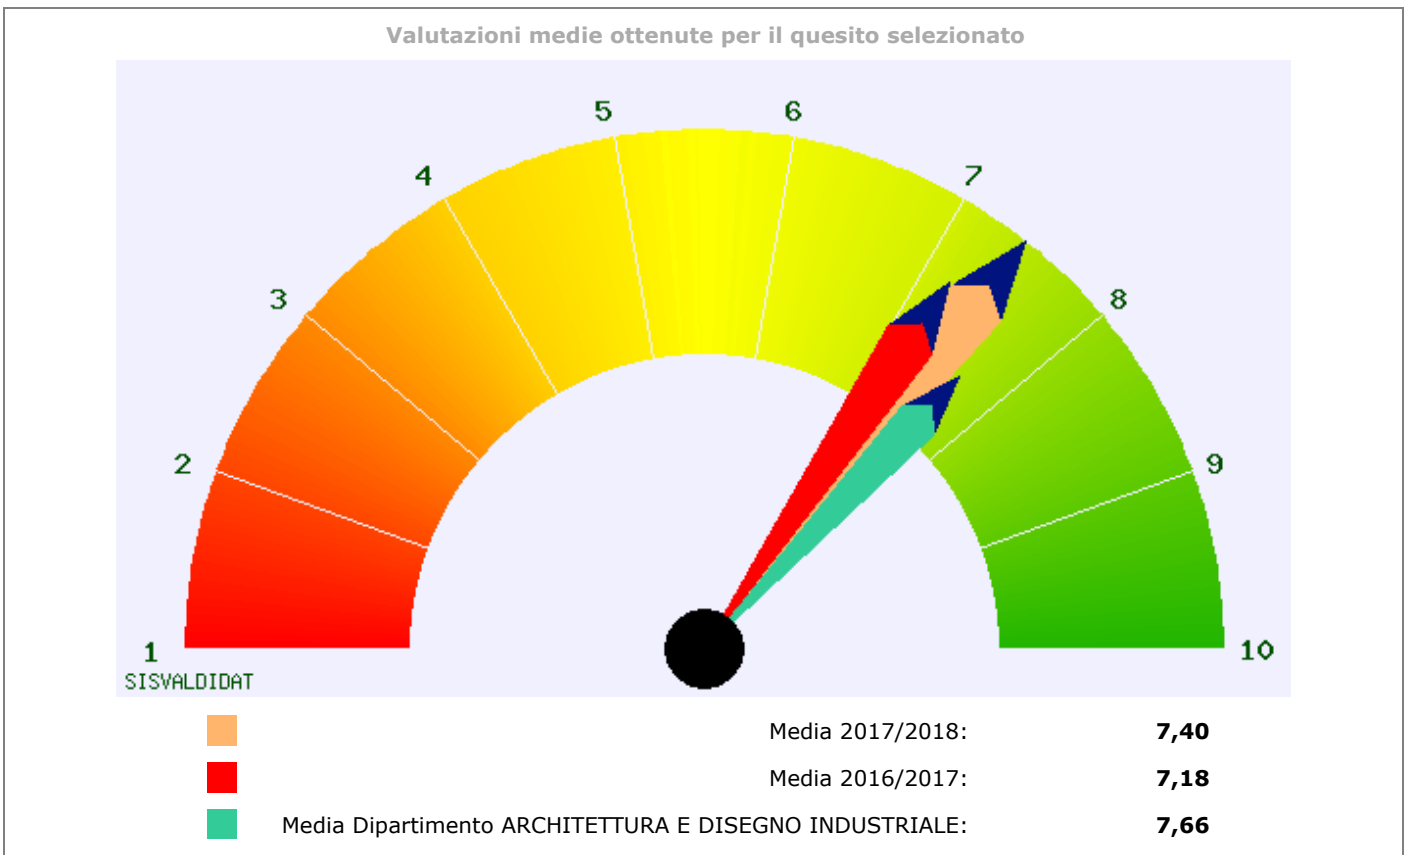 Valutazioni medie ottenute per il quesito selezionato
5 6
4 7
3 8
2 9
1 10
SISVALDIDAT
Media 2017/2018: 7,40
Media 2016/2017: 7,18
Media Dipartimento ARCHITETTURA E DISEGNO INDUSTRIALE: 7,66